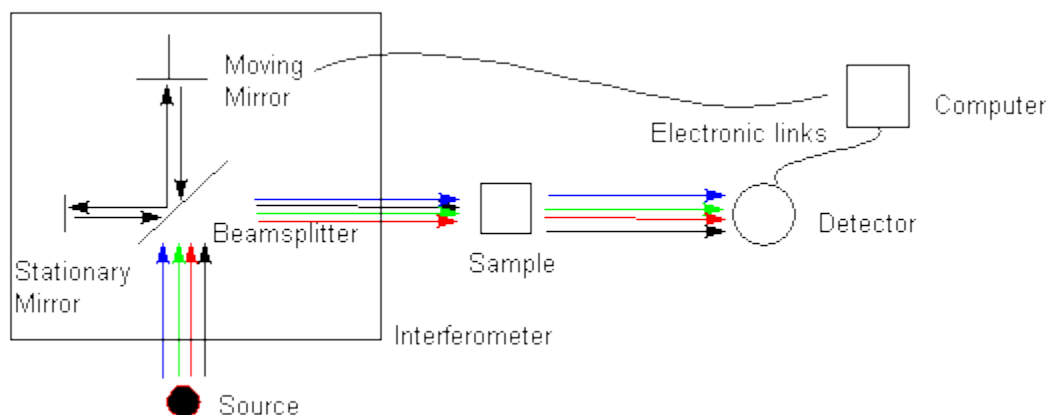 Moving
Mirror
Computer
Electronic links
Beamsplitter
Detector
Sample
Stationary
Mirror
Interferometer
Source